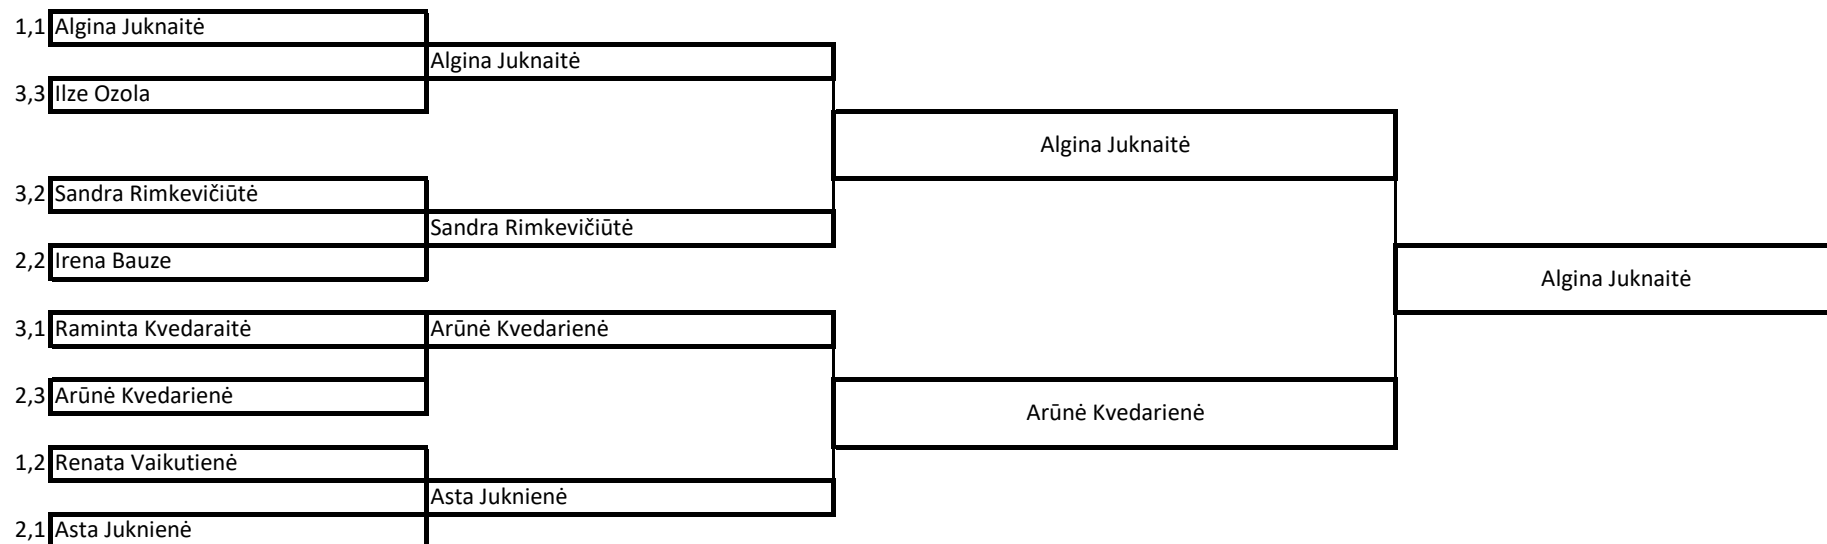 1,1 Algina Juknaitė
Algina Juknaitė
3,3 Ilze Ozola
Algina Juknaitė
3,2 Sandra Rimkevičiūtė
Sandra Rimkevičiūtė
2,2 Irena Bauze
Algina Juknaitė
3,1 Raminta Kvedaraitė Arūnė Kvedarienė
2,3 Arūnė Kvedarienė
Arūnė Kvedarienė
1,2 Renata Vaikutienė
Asta Juknienė
2,1 Asta Juknienė